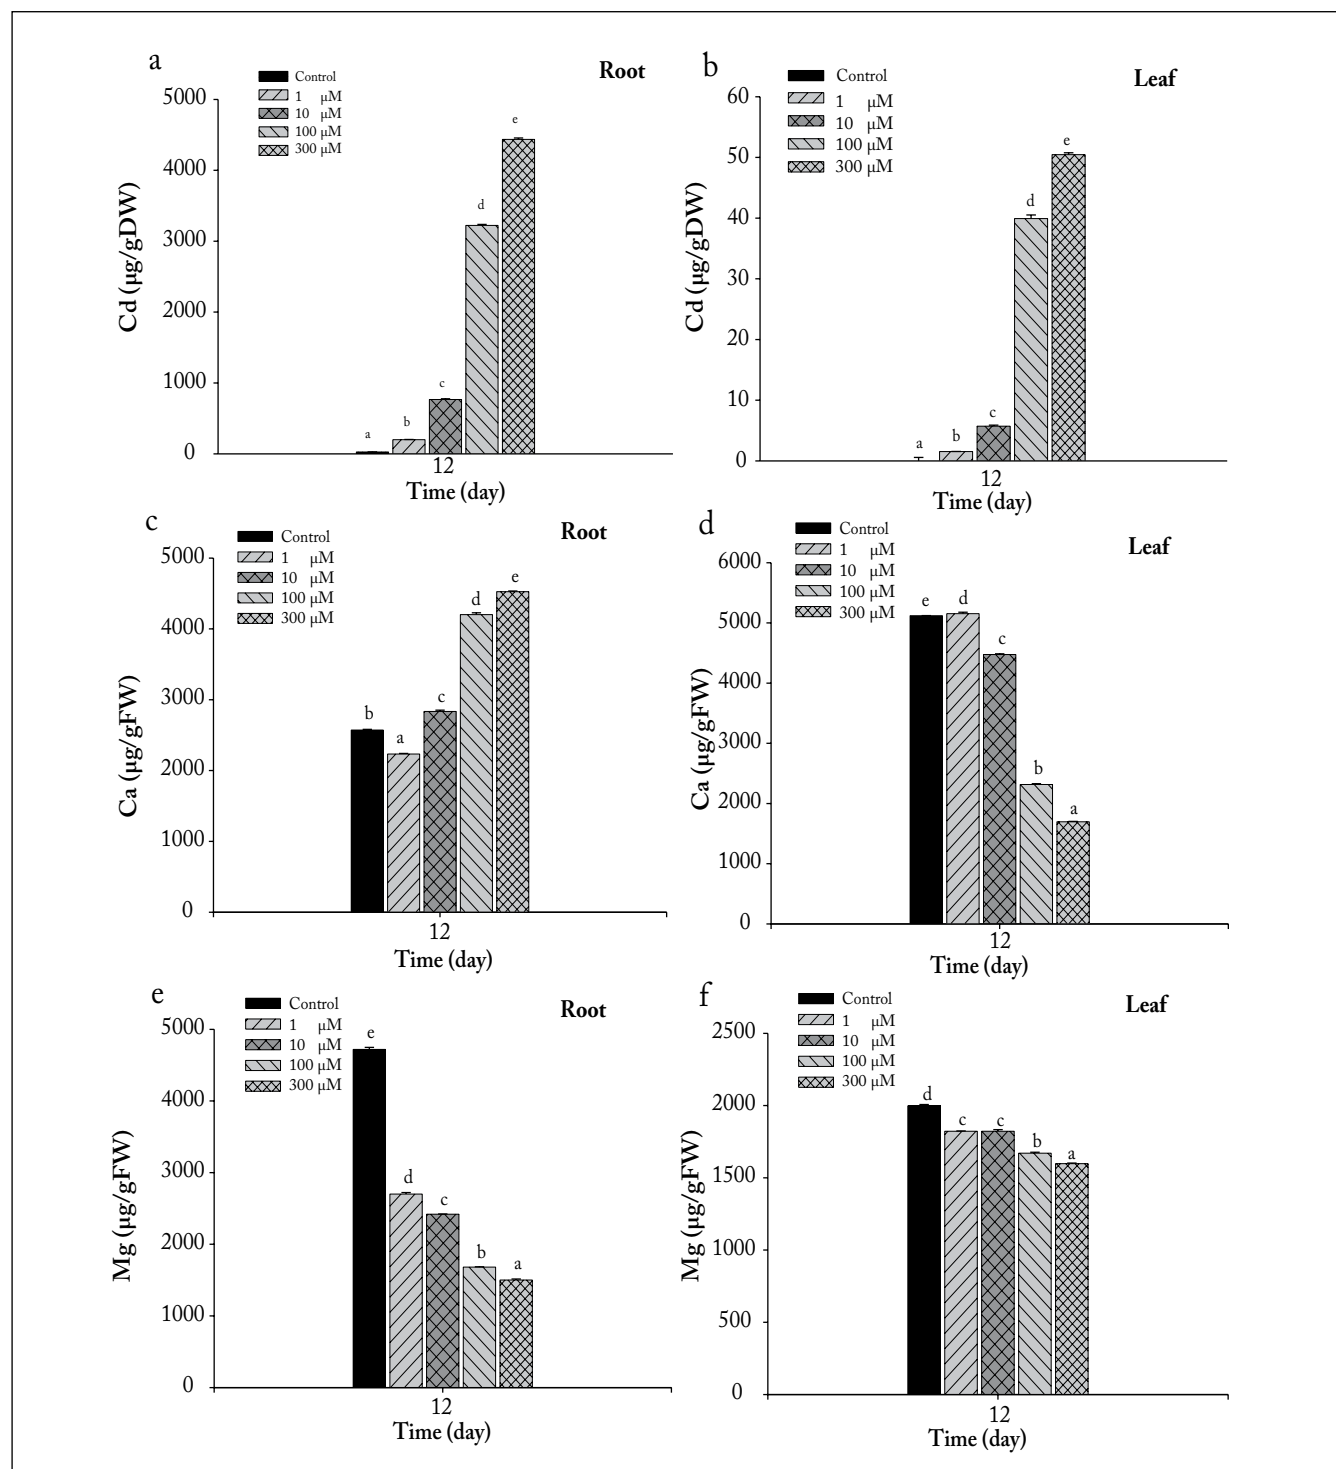 a
Root
Control
1 μM
10 μM
100 μM
300 μM
5000
4000
3000
2000
1000
0
Cd (μg/gDW)
a
b
c
d
e
12
Time (day)
b
Leaf
Control
1 μM
10 μM
100 μM
300 μM
60
50
40
30
20
10
0
Cd (μg/gDW)
a
b
c
d
e
12
Time (day)
c
Root
Control
1 μM
10 μM
100 μM
300 μM
5000
4000
3000
2000
1000
0
Ca (μg/gFW)
b
a
c
d
e
12
Time (day)
d
Leaf
Control
1 μM
10 μM
100 μM
300 μM
6000
5000
4000
3000
2000
1000
0
Ca (μg/gFW)
e
d
c
b
a
12
Time (day)
e
Root
Control
1 μM
10 μM
100 μM
300 μM
5000
4000
3000
2000
1000
0
Mg (μg/gFW)
e
d
c
b
a
12
Time (day)
f
Leaf
Control
1 μM
10 μM
100 μM
300 μM
2500
2000
1500
1000
500
0
Mg (μg/gFW)
d
c
c
b
a
12
Time (day)